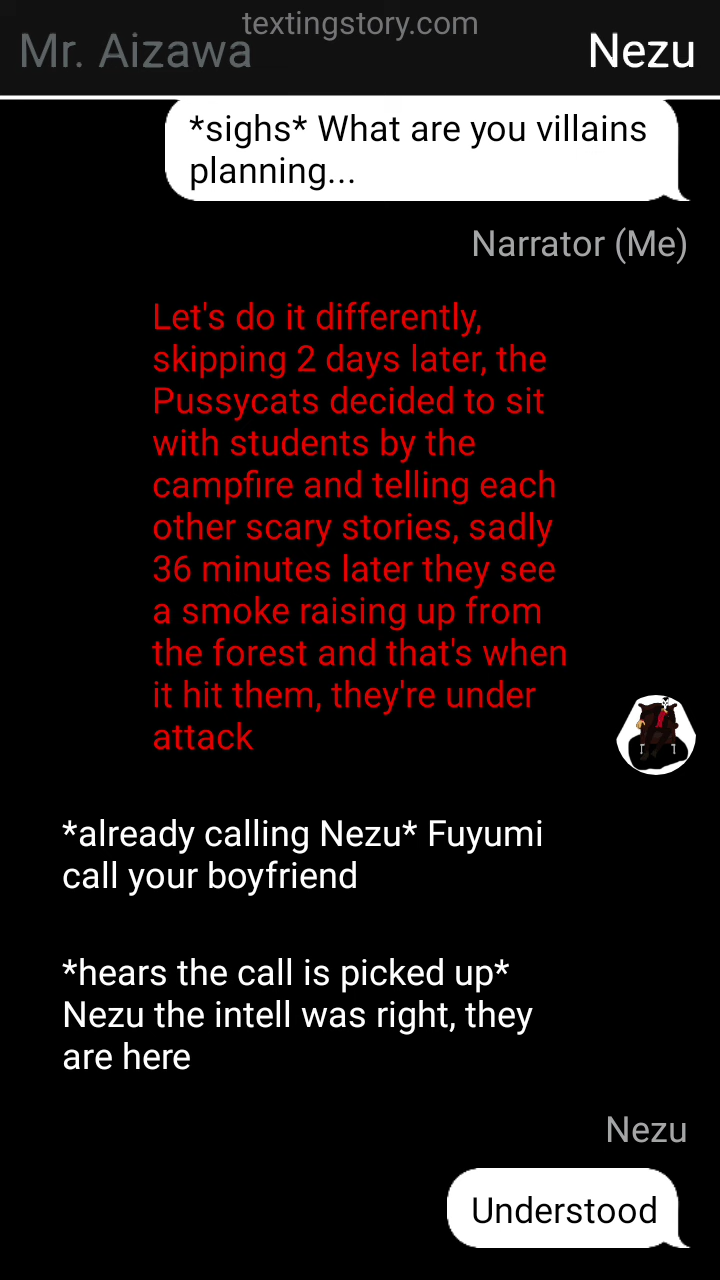 textingstory.com
Mr. Aizawa
Nezu
*sighs* What are you villains
planning...
Narrator (Me)
Let's do it differently,
skipping 2 days later, the
Pussycats decided to sit
with students by the
campfire and telling each
other scary stories, sadly
36 minutes later they see
a smoke raising up from
the forest and that's when
it hit them, they're under
attack
*already calling Nezu* Fuyumi
call your boyfriend
*hears the call is picked up*
Nezu the intell was right, they
are here
Nezu
Understood